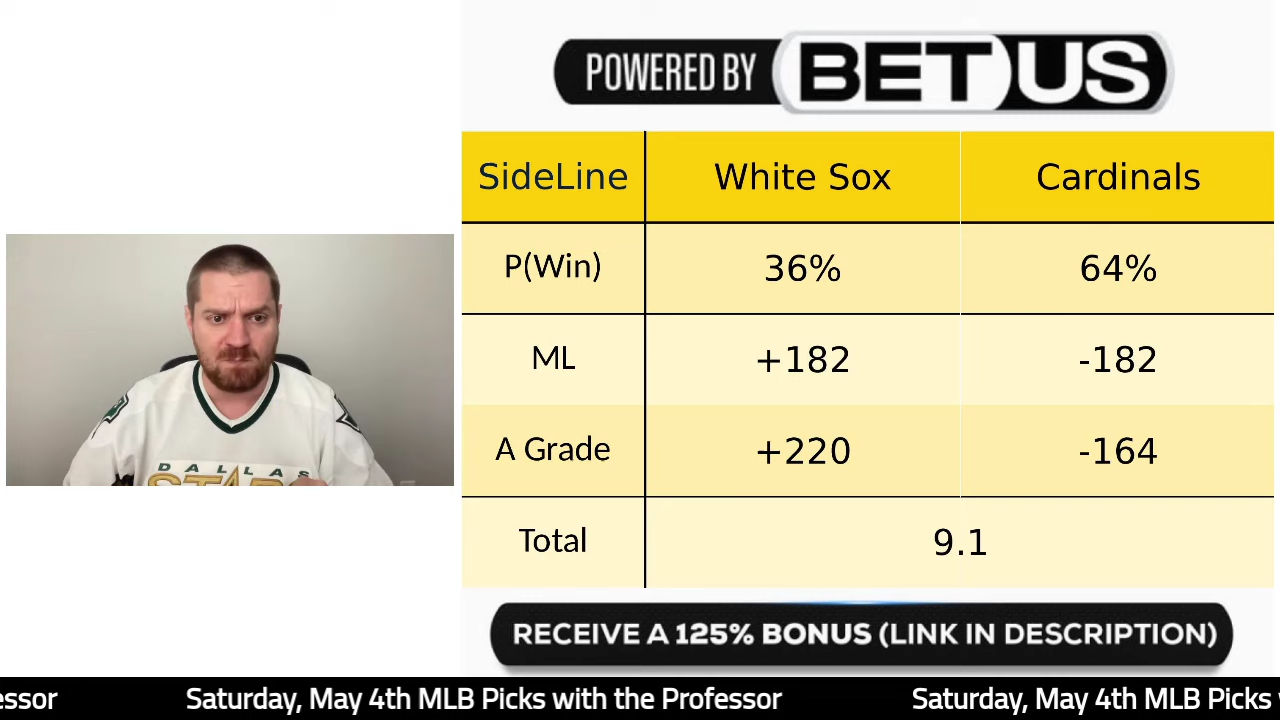 POWERED BY BETUS
SideLine White Sox Cardinals
P(Win) 36% 64%
ML +182 -182
A Grade +220 -164
Total 9.1
DALLAS
STARS
RECEIVE A 125% BONUS (LINK IN DESCRIPTION)
essor Saturday, May 4th MLB Picks with the Professor Saturday, May 4th MLB Picks